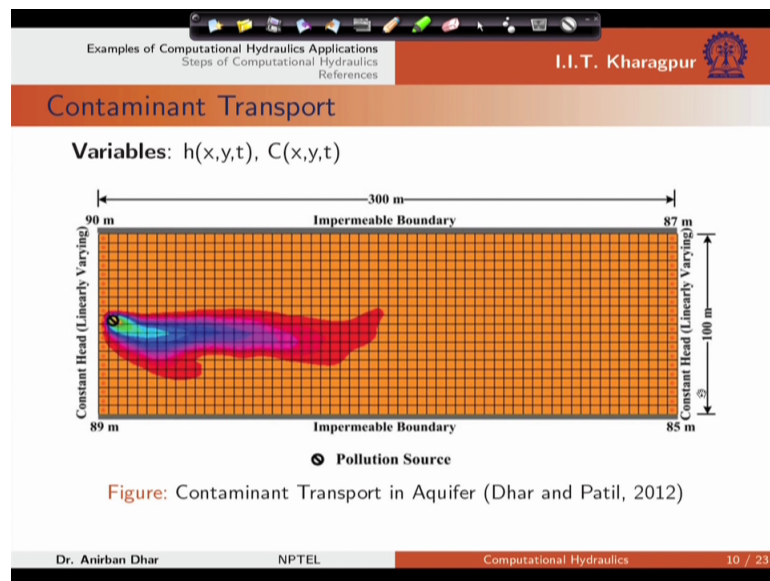 Examples of Computational Hydraulics Applications
Steps of Computational Hydraulics
References
I.I.T. Kharagpur
Contaminant Transport
Variables: h(x,y,t), C(x,y,t)
300 m
90 m
Impermeable Boundary
87 m
Constant Head (Linearly Varying)
Constant Head (Linearly Varying)
100 m
89 m
Impermeable Boundary
85 m
Pollution Source
Figure: Contaminant Transport in Aquifer (Dhar and Patil, 2012)
Dr. Anirban Dhar
NPTEL
Computational Hydraulics
10 / 23